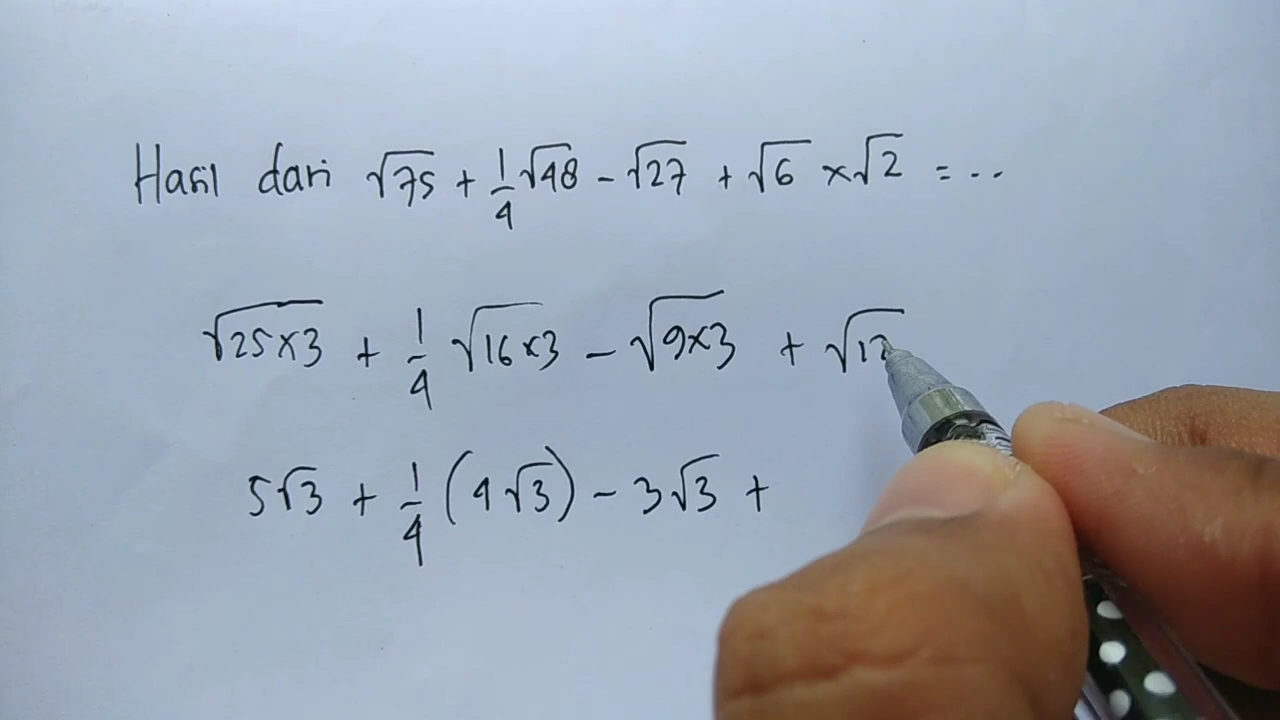 Hasil dari √75 + 1/4 √48 - √27 + √6 × √2 = ...
√25×3 + 1/4 √16×3 - √9×3 + √12
5√3 + 1/4 (4√3) - 3√3 +